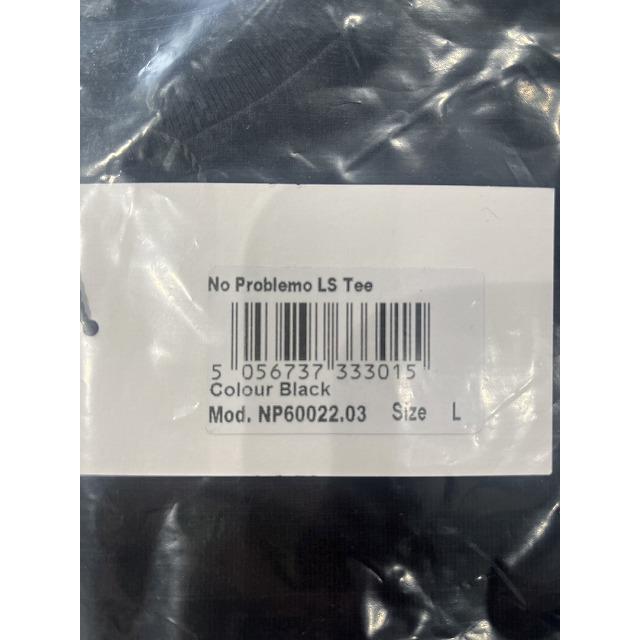 No Problemo LS Tee
5 056737 333015
Colour Black
Mod. NP60022.03 Size L